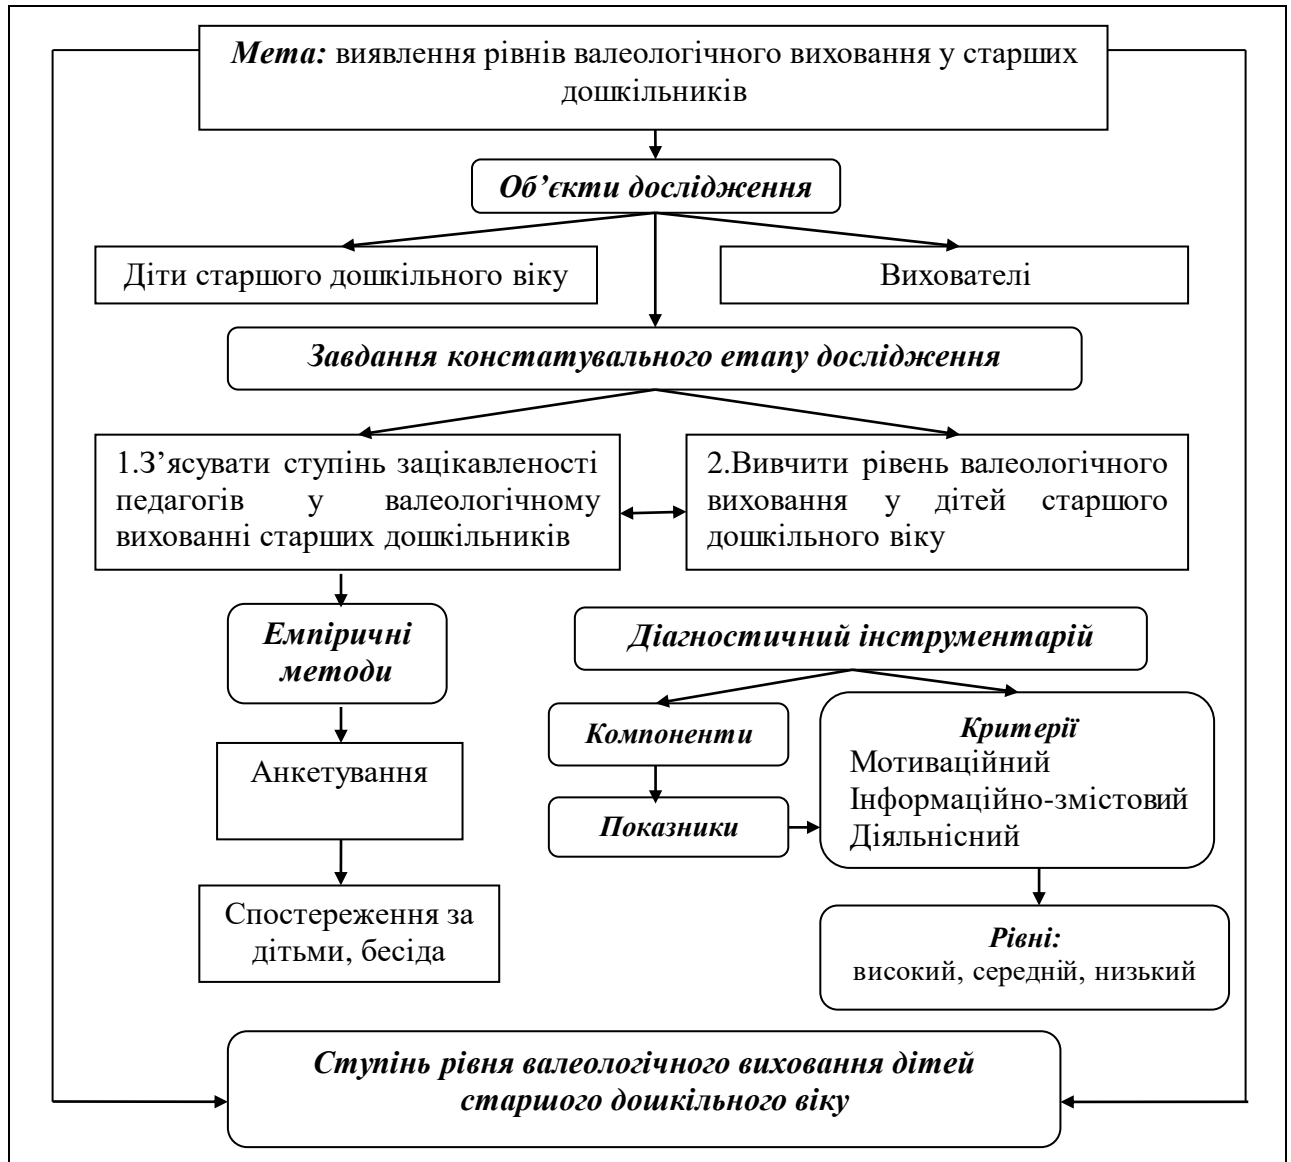 Мета: виявлення рівнів валеологічного виховання у старших
дошкільників
Об’єкти дослідження
Діти старшого дошкільного віку
Вихователі
Завдання констатувального етапу дослідження
1.З’ясувати ступінь зацікавленості
педагогів у валеологічному
вихованні старших дошкільників
2.Вивчити рівень валеологічного
виховання у дітей старшого
дошкільного віку
Емпіричні
методи
Діагностичний інструментарій
Компоненти
Критерії
Мотиваційний
Інформаційно-змістовий
Діяльнісний
Анкетування
Показники
Спостереження за
дітьми, бесіда
Рівні:
високий, середній, низький
Ступінь рівня валеологічного виховання дітей
старшого дошкільного віку